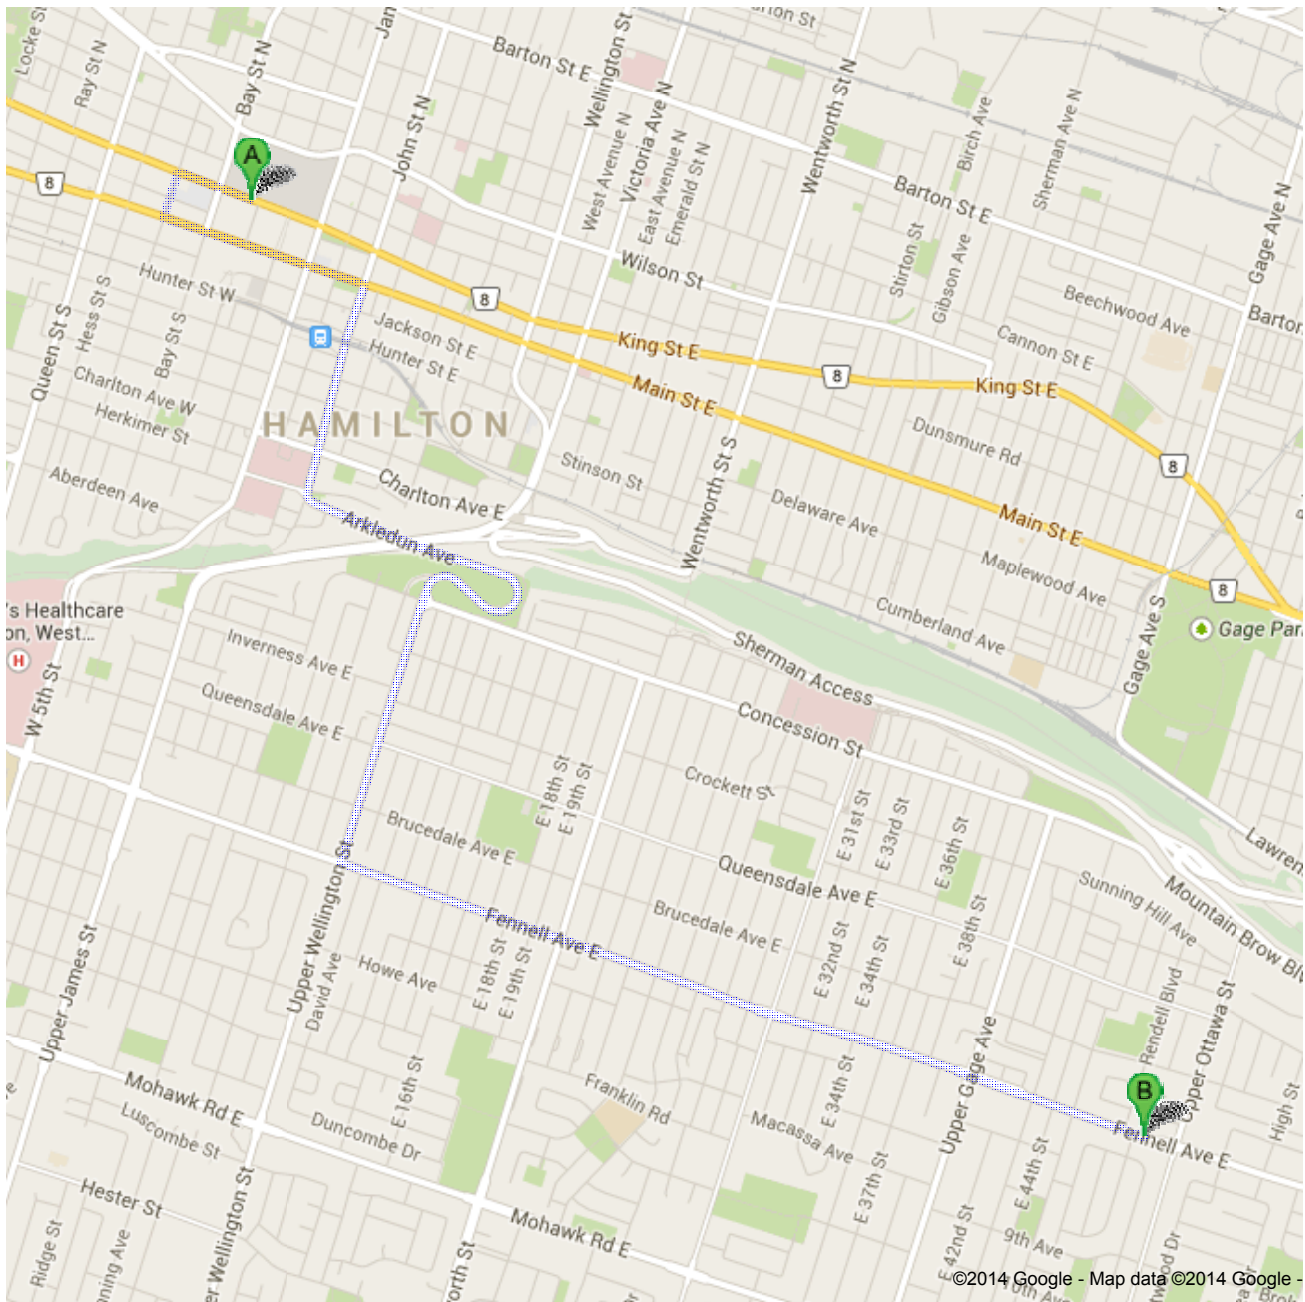 Locke St
Ray St N
Bay St N
John St N
Barton St E
Wellington St
West Avenue N
Victoria Ave N
East Avenue N
Emerald St N
Wentworth St N
Birch Ave
Sherman Ave N
Barton St E
Gage Ave N
A
8
Hunter St W
Hess St S
Queen St S
Bay St S
Charlton Ave W
Herkimer St
Aberdeen Ave
Jackson St E
Hunter St E
8
HAMILTON
Wilson St
King St E
Main St E
8
Stirton St
Gibson Ave
Beechwood Ave
Cannon St E
King St E
Dunsmure Rd
8
Stinson St
Charlton Ave E
Arkledun Ave
Wentworth St S
Delaware Ave
Main St E
Maplewood Ave
8
Cumberland Ave
Gage Ave S
's Healthcare
on, West...
H
W 5th St
Inverness Ave E
Queensdale Ave E
Sherman Access
Concession St
Crockett St
E 18th St
E 19th St
Brucedale Ave E
E 31st St
E 33rd St
E 36th St
Queensdale Ave E
Brucedale Ave E
Sunning Hill Ave
Upper James St
Upper Wellington St
David Ave
Howe Ave
Fennell Ave E
E 18th St
E 19th St
E 32nd St
E 34th St
E 38th St
Rendell Blvd
Upper Ottawa St
Upper Gage Ave
B
Fennell Ave E
High St
Mohawk Rd E
Luscombe St
E 16th St
Duncombe Dr
Franklin Rd
E 34th St
Macassa Ave
E 37th St
E 44th St
Hester St
Ridge St
Mohawk Rd E
E 42nd St
9th Ave
10th Ave
©2014 Google - Map data ©2014 Google -